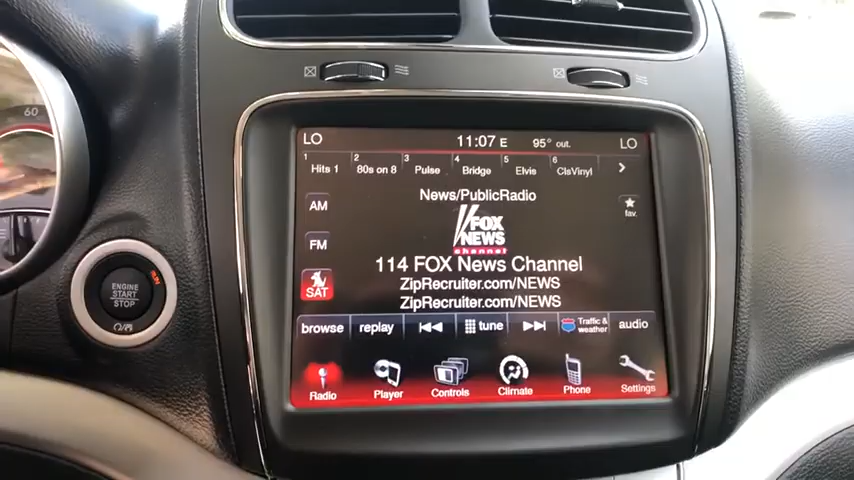 60
LO 11:07 E 95° out. LO
1 Hits 1 2 80s on 8 3 Pulse 4 Bridge 5 Elvis 6 ClsVinyl
AM
News/PublicRadio
fav.
FOX
NEWS
channel
FM
114 FOX News Channel
SAT
ZipRecruiter.com/NEWS
ZipRecruiter.com/NEWS
RUN
ENGINE
START
STOP
browse replay tune Traffic & weather audio
Radio Player Controls Climate Phone Settings